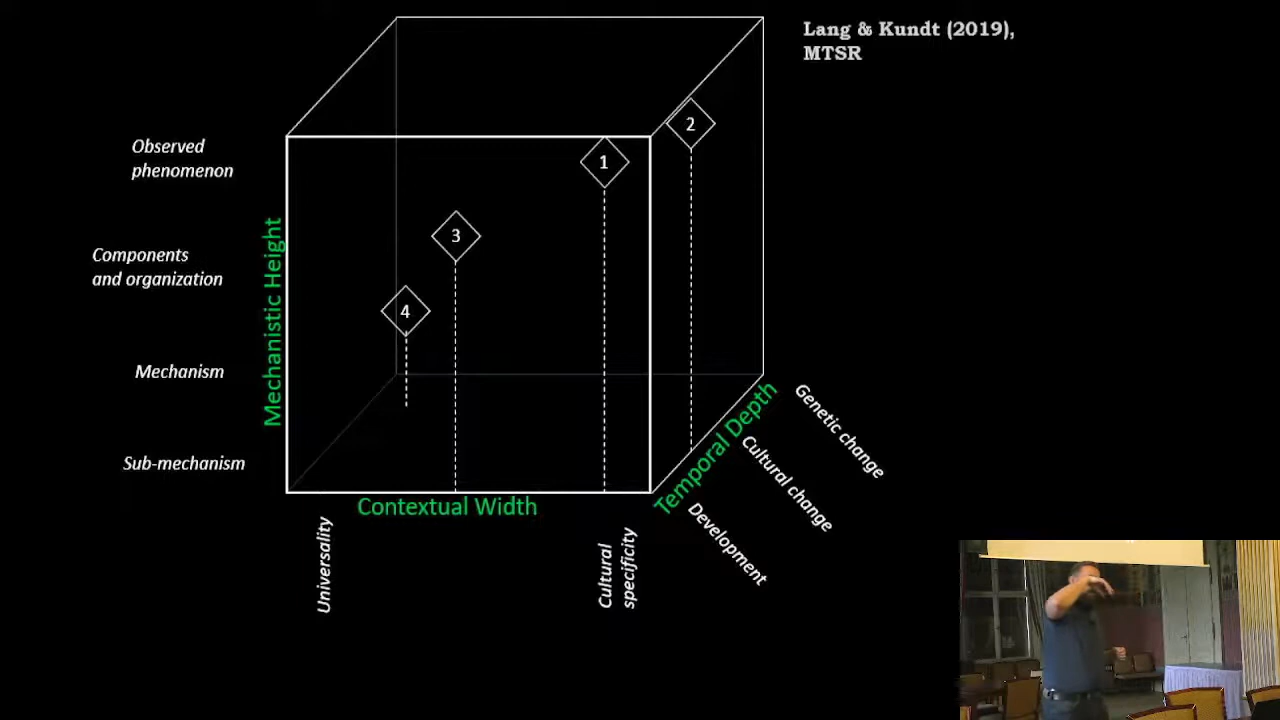 Lang & Kundt (2019),
MTSR
2
Observed
phenomenon
1
3
Components
and organization
Mechanistic Height
4
Mechanism
Genetic change
Temporal Depth
Cultural change
Sub-mechanism
Contextual Width
Development
Universality
Cultural
specificity